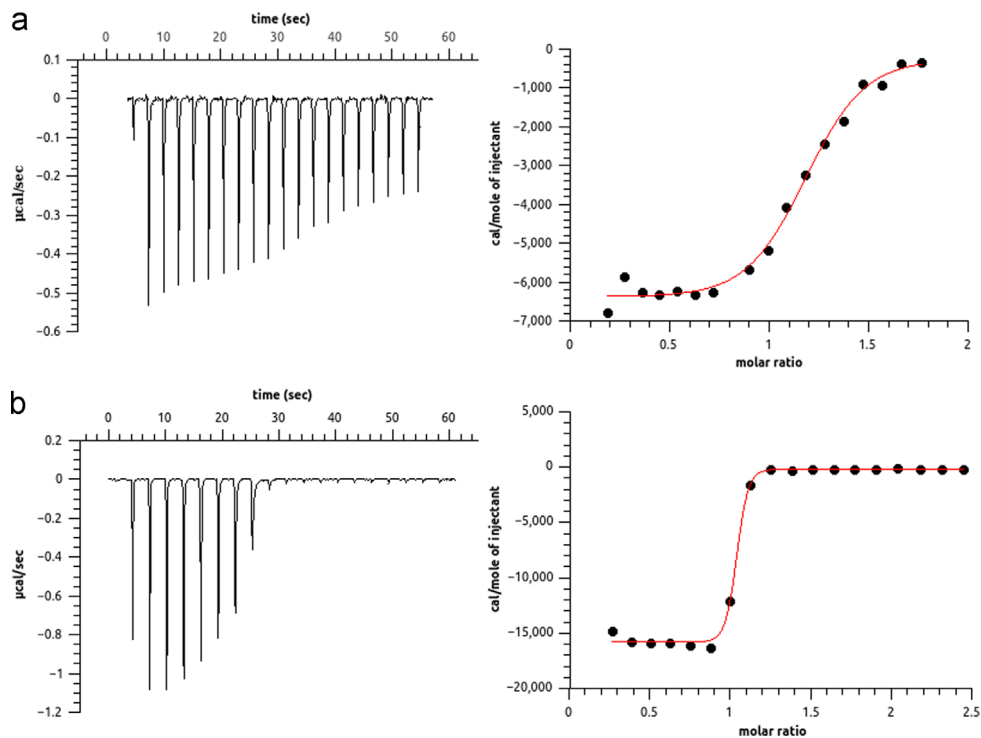 a
time (sec)
0 10 20 30 40 50 60
0.1
0
−0.1
−0.2
−0.3
−0.4
−0.5
−0.6
µcal/sec
0
−1,000
−2,000
−3,000
−4,000
−5,000
−6,000
−7,000
cal/mole of injectant
0 0.5 1 1.5 2
molar ratio
b
time (sec)
0 10 20 30 40 50 60
0.2
0
−0.2
−0.4
−0.6
−0.8
−1
−1.2
µcal/sec
5,000
0
−5,000
−10,000
−15,000
−20,000
cal/mole of injectant
0 0.5 1 1.5 2 2.5
molar ratio